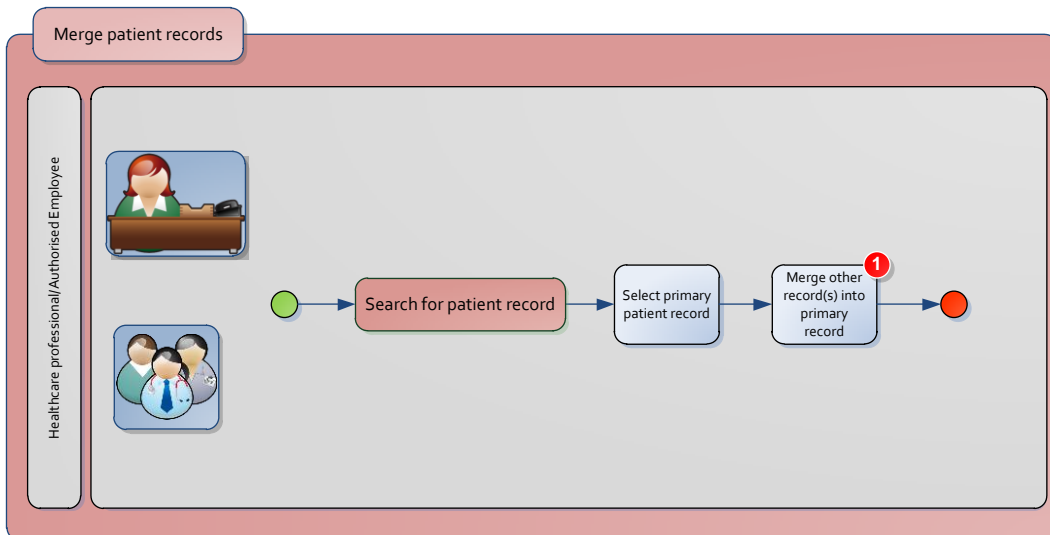 Merge patient records
Healthcare professional/Authorised Employee
Search for patient record
Select primary
patient record
1
Merge other
record(s) into
primary
record